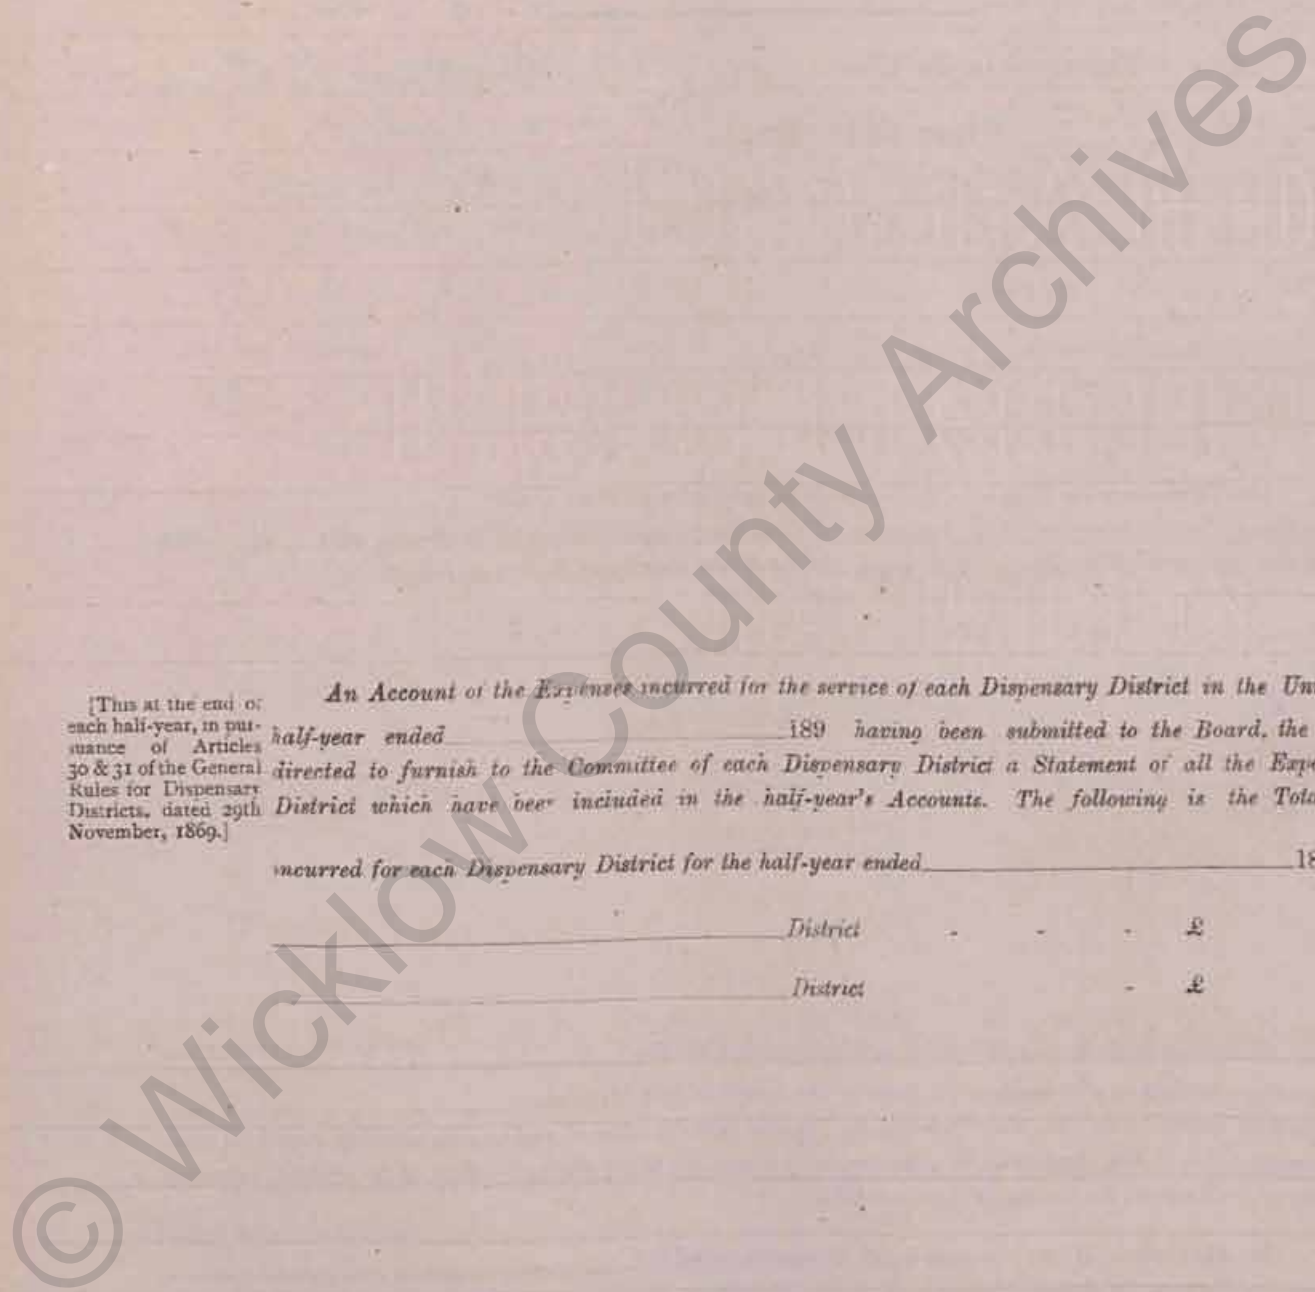 [This at the end of
each half-year, in pur-
suance of Articles
30 & 31 of the General
Rules for Dispensary
Districts, dated 29th
November, 1869.]
An Account of the Expenses incurred for the service of each Dispensary District in the Un
half-year ended 189 having been submitted to the Board, the
directed to furnish to the Committee of each Dispensary District a Statement of all the Expe
District which have been included in the half-year's Accounts. The following is the Tota
incurred for each Dispensary District for the half-year ended 18
District - - - £
District - £
© Wicklow County Archives